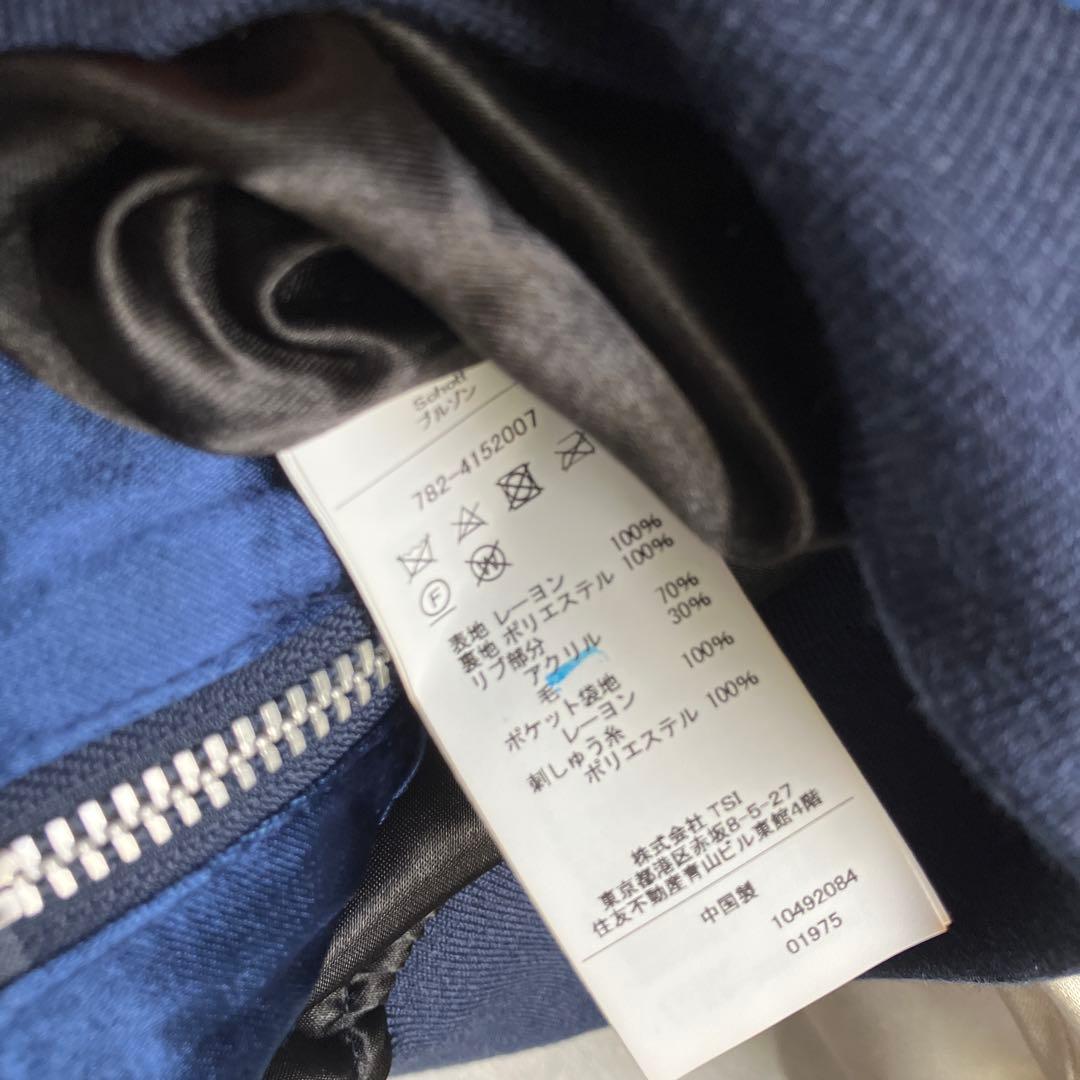 Schott
ブルゾン
782-4152007
F W
表地 レーヨン 100%
裏地 ポリエステル 100%
リブ部分
アクリル 70%
毛 30%
ポケット袋地
レーヨン 100%
刺しゅう糸
ポリエステル 100%
株式会社 TSI
東京都港区赤坂8-5-27
住友不動産青山ビル東館4階
中国製
10492084
01975